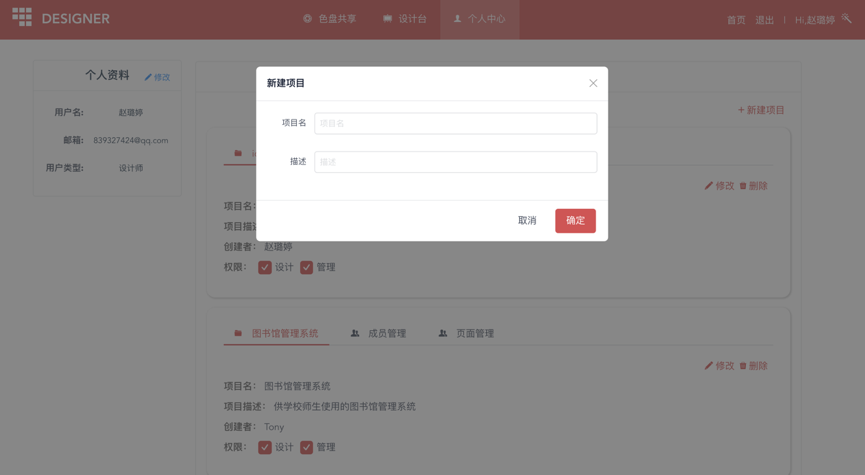 DESIGNER
色盘共享
设计台
个人中心
首页 退出 | Hi,赵珺婷
个人资料
修改
用户名: 赵珺婷
邮箱: 839327424@qq.com
用户类型: 设计师
新建项目
项目名 项目名
描述 描述
取消 确定
+ 新建项目
修改 删除
项目名:
项目描
创建者: 赵珺婷
权限: 设计 管理
图书馆管理系统 成员管理 页面管理
修改 删除
项目名: 图书馆管理系统
项目描述: 供学校师生使用的图书馆管理系统
创建者: Tony
权限: 设计 管理